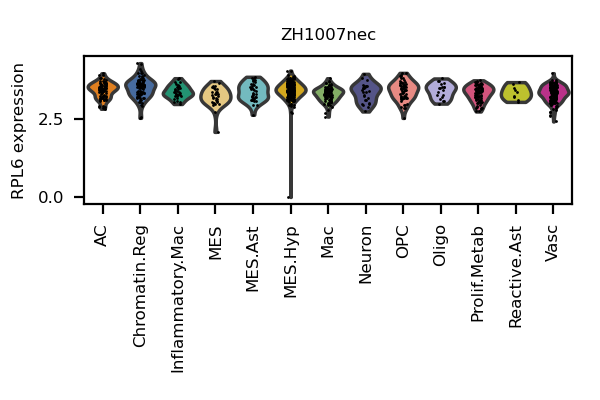 ZH1007nec
RPL6 expression
2.5
0.0
AC
Chromatin.Reg
Inflammatory.Mac
MES
MES.Ast
MES.Hyp
Mac
Neuron
OPC
Oligo
Prolif.Metab
Reactive.Ast
Vasc